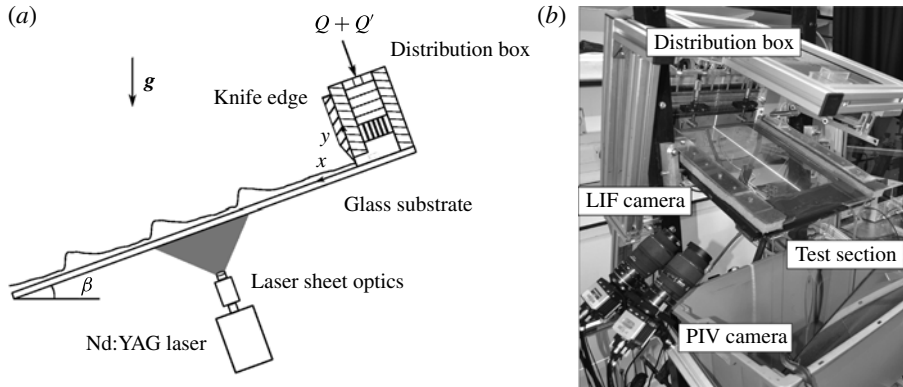 (a)
Q + Q′
Distribution box
g
Knife edge
y
x
Glass substrate
β
Laser sheet optics
Nd:YAG laser
(b)
Distribution box
LIF camera
Test section
PIV camera